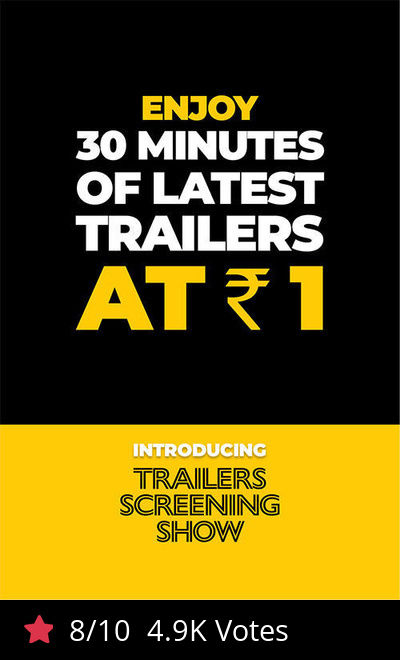 ENJOY
30 MINUTES
OF LATEST
TRAILERS
AT ₹ 1
INTRODUCING
TRAILERS
SCREENING
SHOW
8/10 4.9K Votes